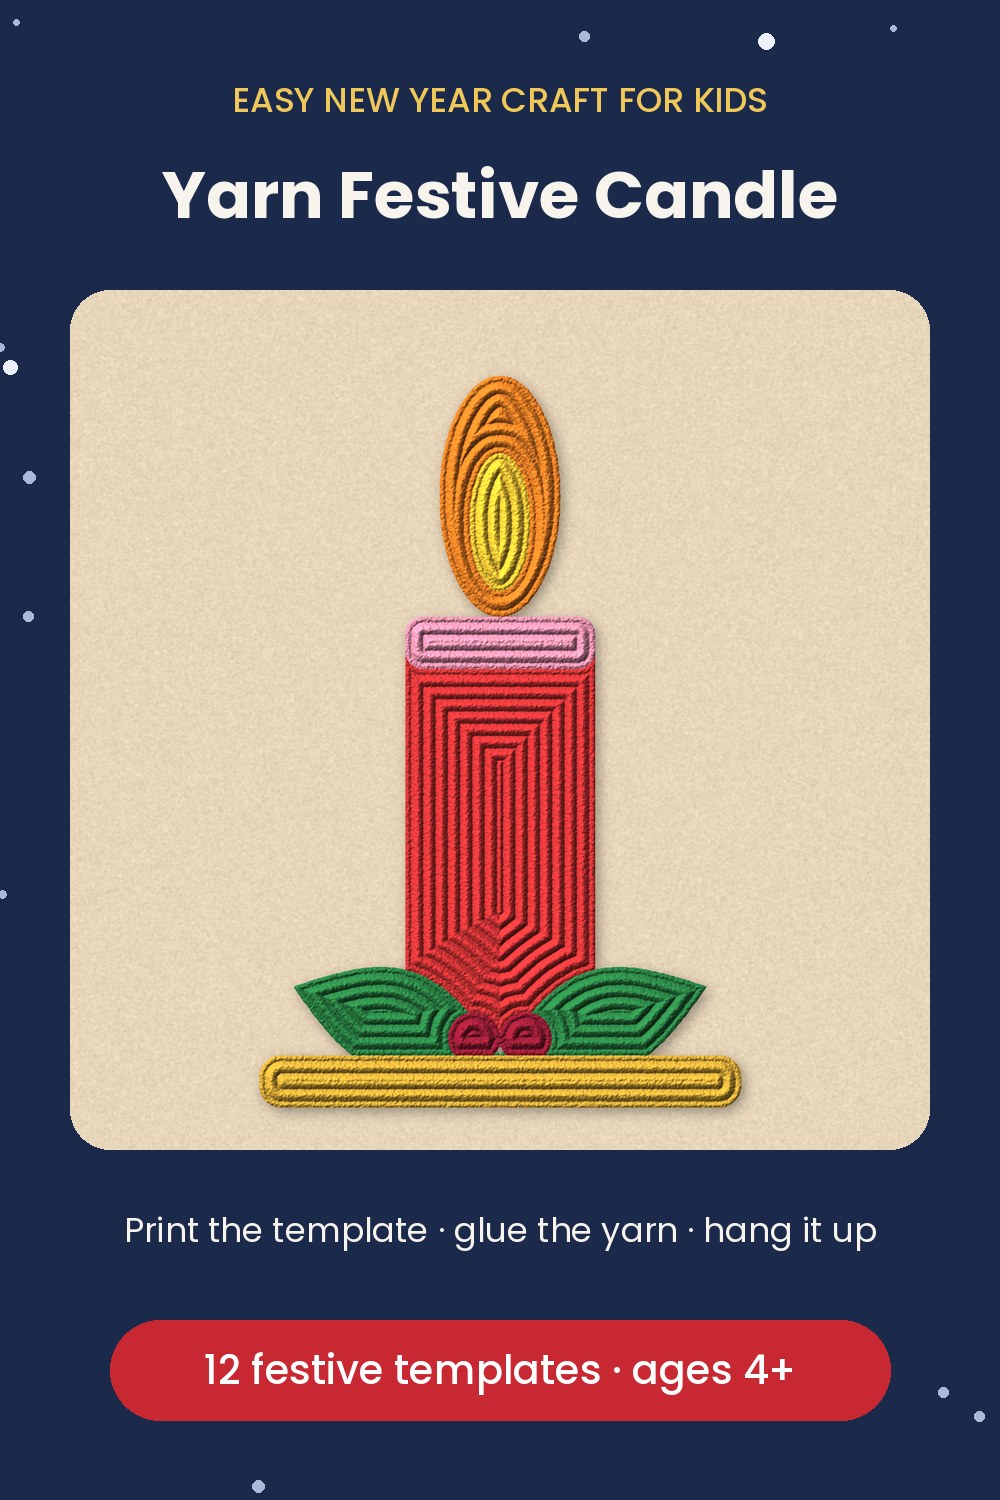 EASY NEW YEAR CRAFT FOR KIDS
Yarn Festive Candle
Print the template · glue the yarn · hang it up
12 festive templates · ages 4+